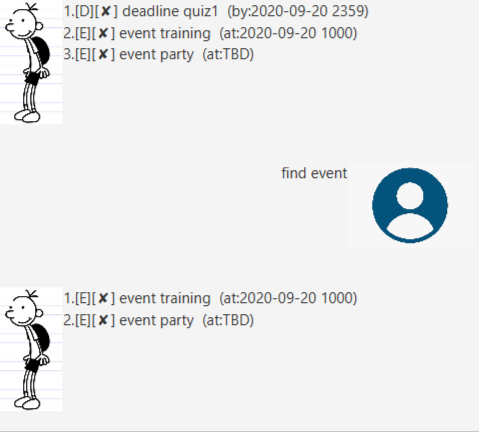 1.[D][✘] deadline quiz1 (by:2020-09-20 2359)
2.[E][✘] event training (at:2020-09-20 1000)
3.[E][✘] event party (at:TBD)
find event
1.[E][✘] event training (at:2020-09-20 1000)
2.[E][✘] event party (at:TBD)